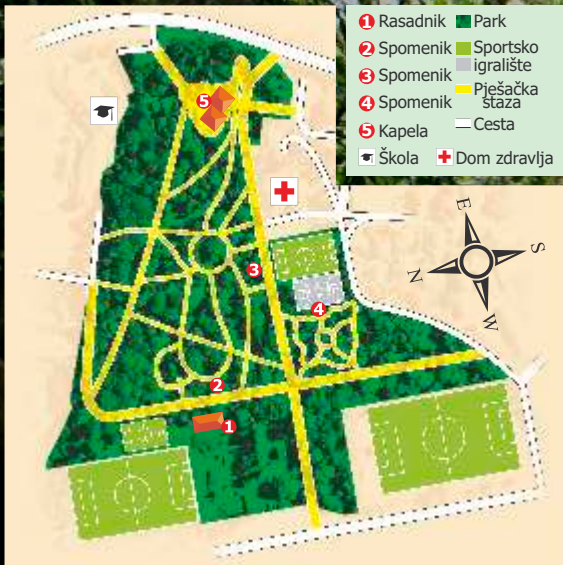 1 Rasadnik
2 Spomenik
3 Spomenik
4 Spomenik
5 Kapela
Škola
Park
Sportsko
igralište
Pješačka
staza
Cesta
Dom zdravlja
5
3
4
2
1
E
S
N
W